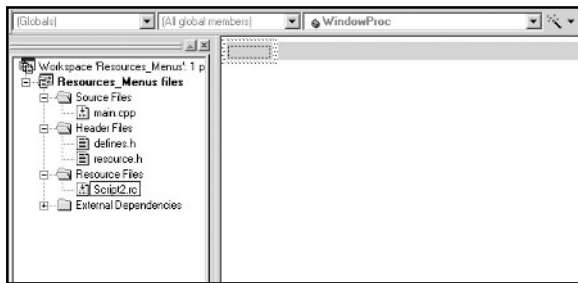 [Globals]
[All global members]
WindowProc
Workspace 'Resources_Menus': 1 p
Resources_Menus files
Source Files
main.cpp
Header Files
defines.h
resource.h
Resource Files
Script2.rc
External Dependencies